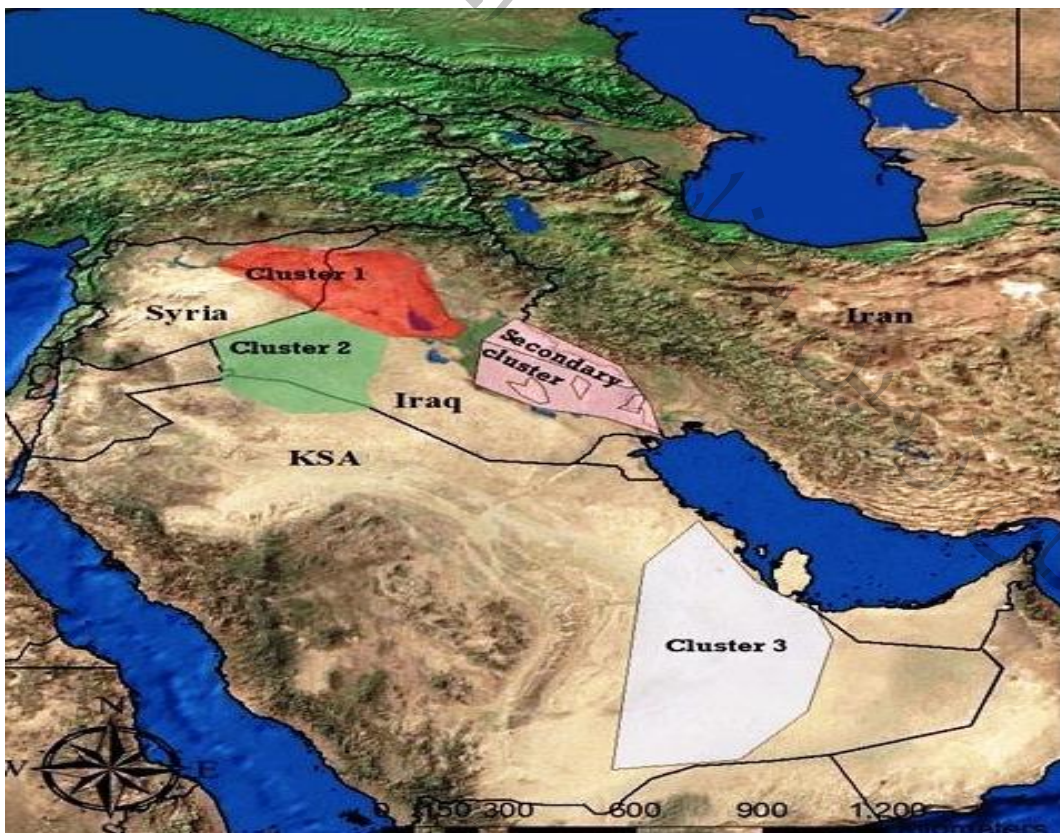 Cluster 1
Syria
Iran
Cluster 2
Secondary
cluster
Iraq
KSA
Cluster 3
N
W E
S
0 150 300 600 900 1.200